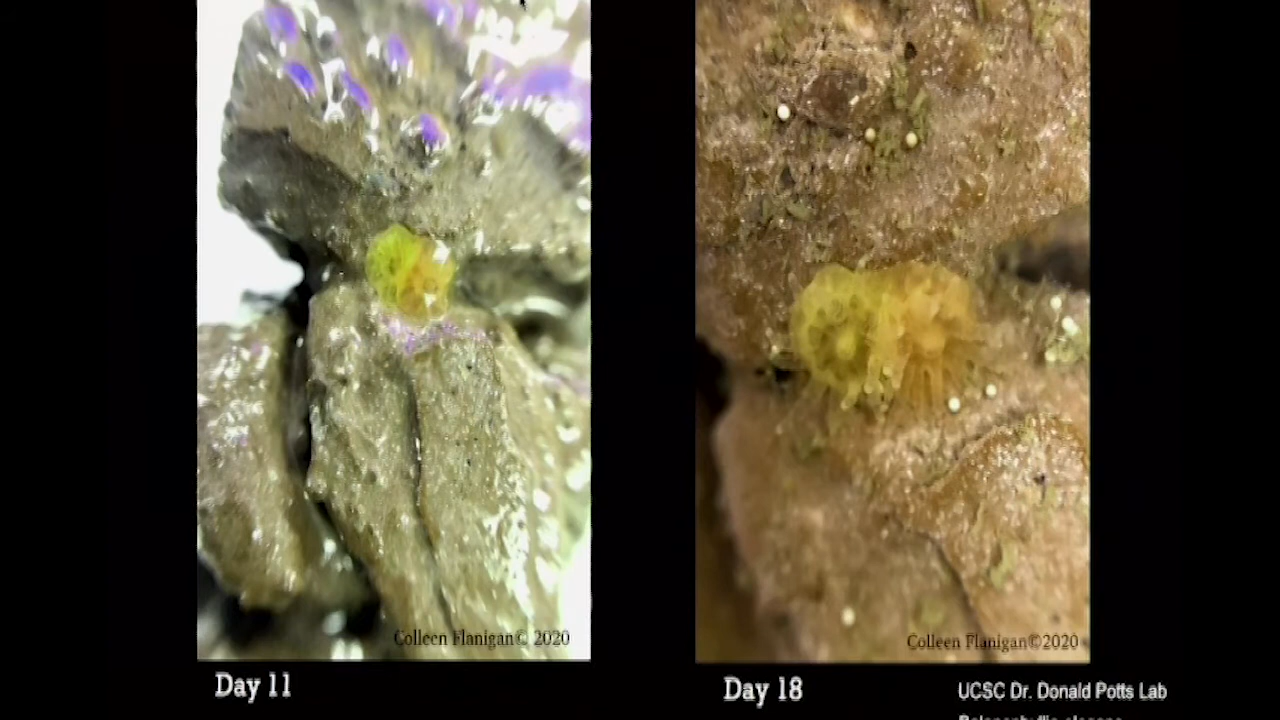 Colleen Flanigan© 2020
Colleen Flanigan©2020
Day 11
Day 18
UCSC Dr. Donald Potts Lab